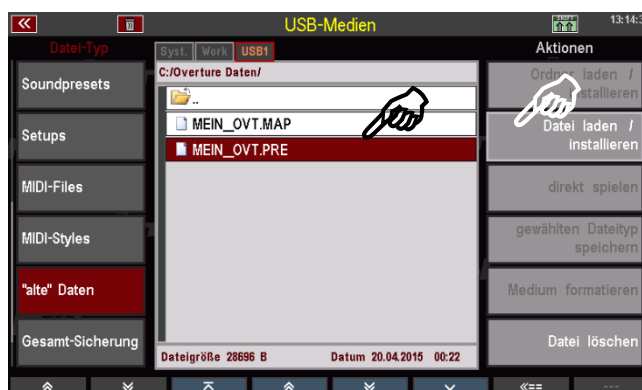 USB-Medien
13:14:3
Datei-Typ
Syst. Work USB1
Aktionen
Soundpresets
Setups
MIDI-Files
MIDI-Styles
"alte" Daten
Gesamt-Sicherung
C:/Overture Daten/
..
MEIN_OVT.MAP
MEIN_OVT.PRE
Dateigröße 28696 B Datum 20.04.2015 00:22
Ordner laden /
installieren
Datei laden /
installieren
direkt spielen
gewählten Dateityp
speichern
Medium formatieren
Datei löschen
«==
---